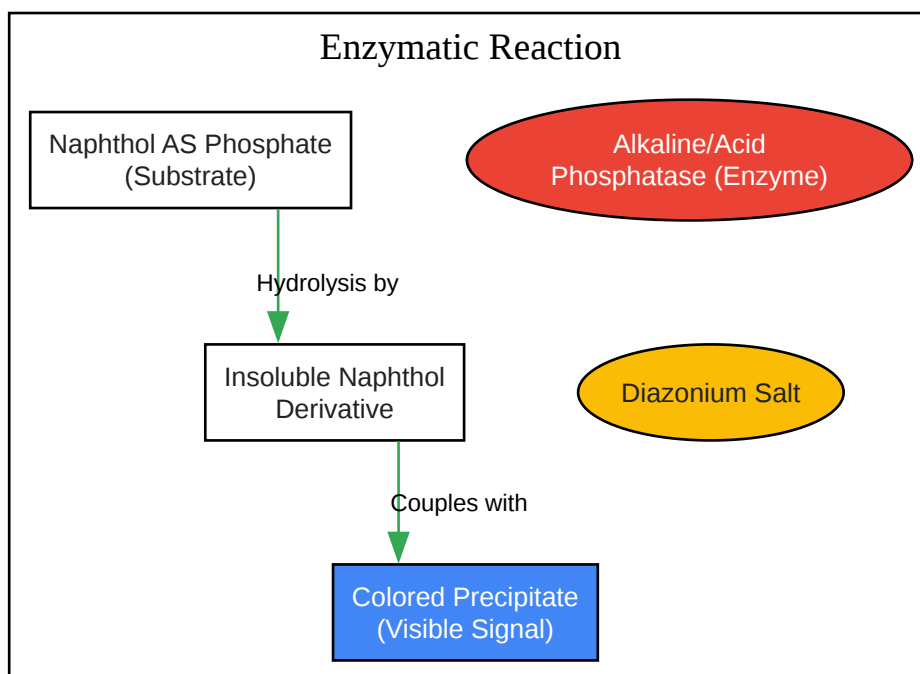 Enzymatic Reaction
Naphthol AS Phosphate
(Substrate)
Alkaline/Acid
Phosphatase (Enzyme)
Hydrolysis by
Insoluble Naphthol
Derivative
Diazonium Salt
Couples with
Colored Precipitate
(Visible Signal)